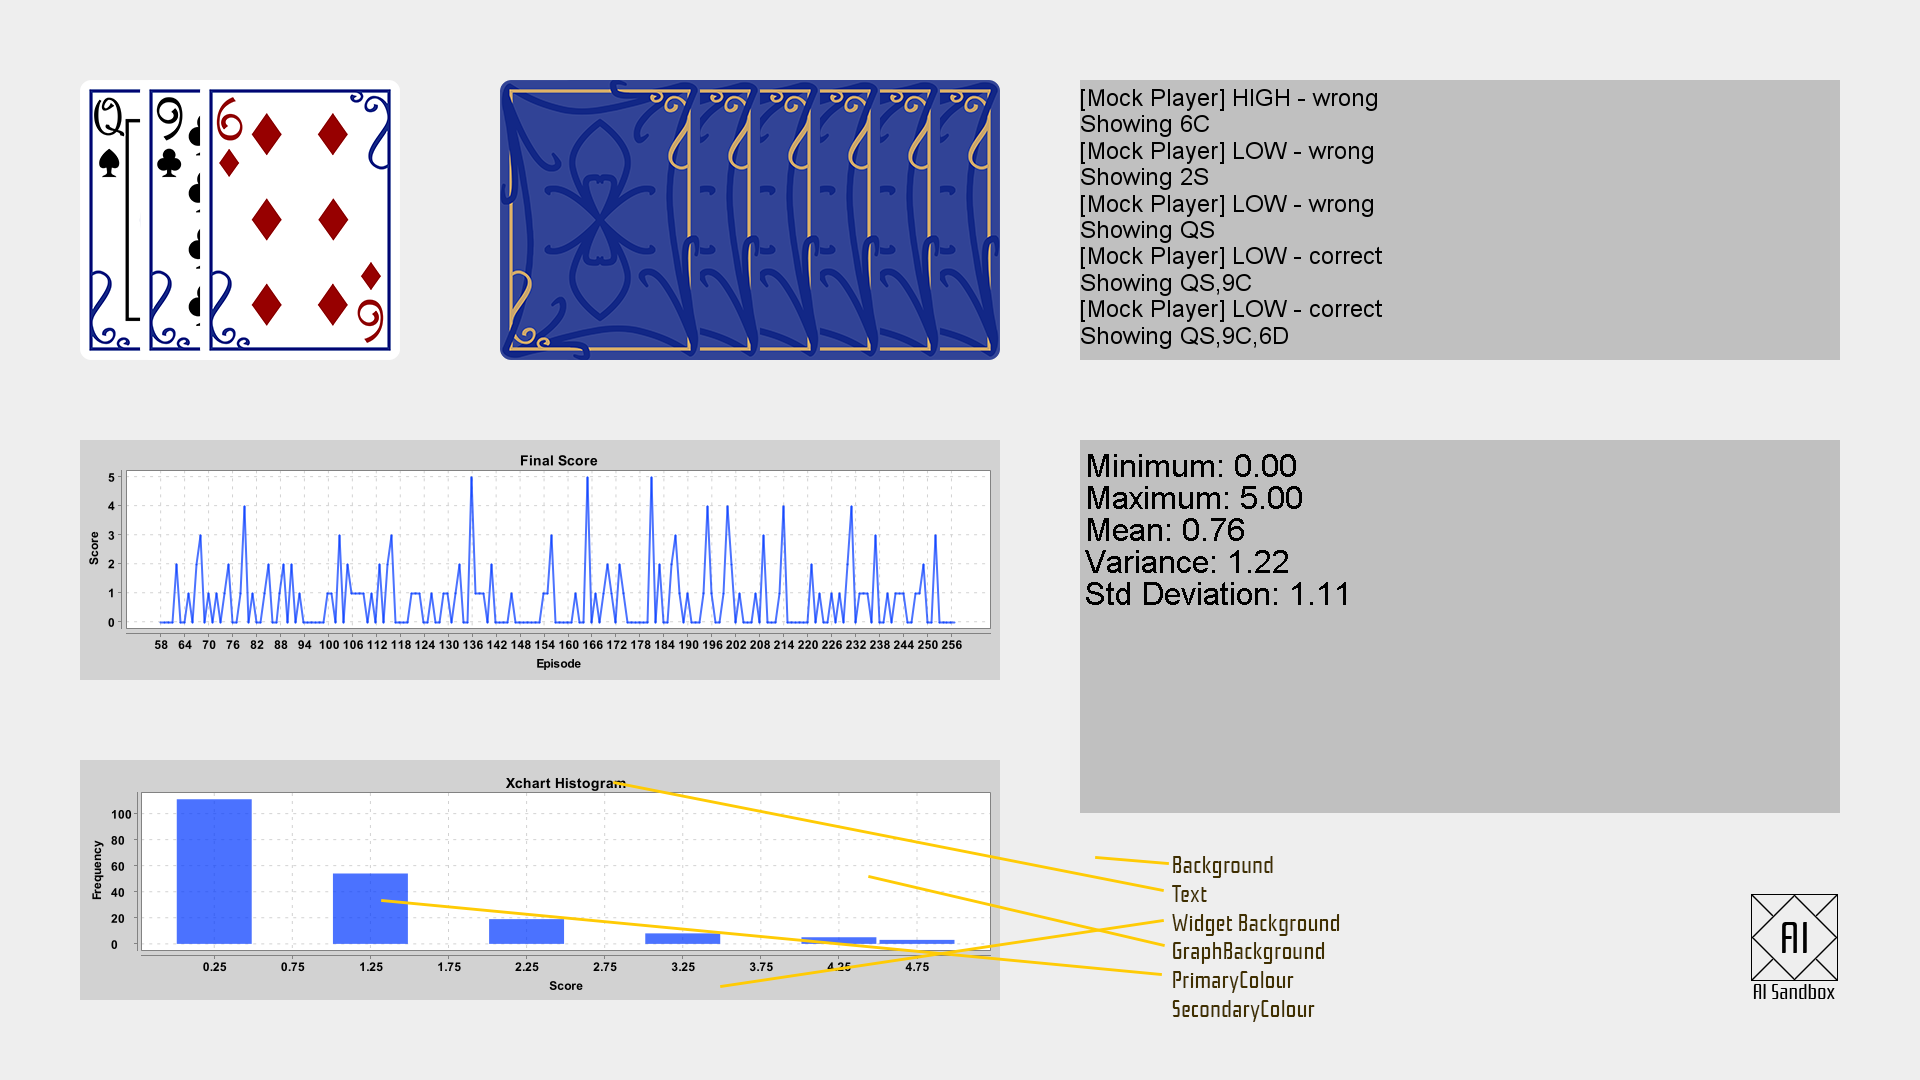 Q
9
6
6
[Mock Player] HIGH - wrong
Showing 6C
[Mock Player] LOW - wrong
Showing 2S
[Mock Player] LOW - wrong
Showing QS
[Mock Player] LOW - correct
Showing QS,9C
[Mock Player] LOW - correct
Showing QS,9C,6D
Final Score
5
4
3
2
1
0
Score
58 64 70 76 82 88 94 100 106 112 118 124 130 136 142 148 154 160 166 172 178 184 190 196 202 208 214 220 226 232 238 244 250 256
Episode
Minimum: 0.00
Maximum: 5.00
Mean: 0.76
Variance: 1.22
Std Deviation: 1.11
Xchart Histogram
100
80
60
40
20
0
Frequency
0.25 0.75 1.25 1.75 2.25 2.75 3.25 3.75 4.25 4.75
Score
Background
Text
Widget Background
GraphBackground
PrimaryColour
SecondaryColour
AI
AI Sandbox